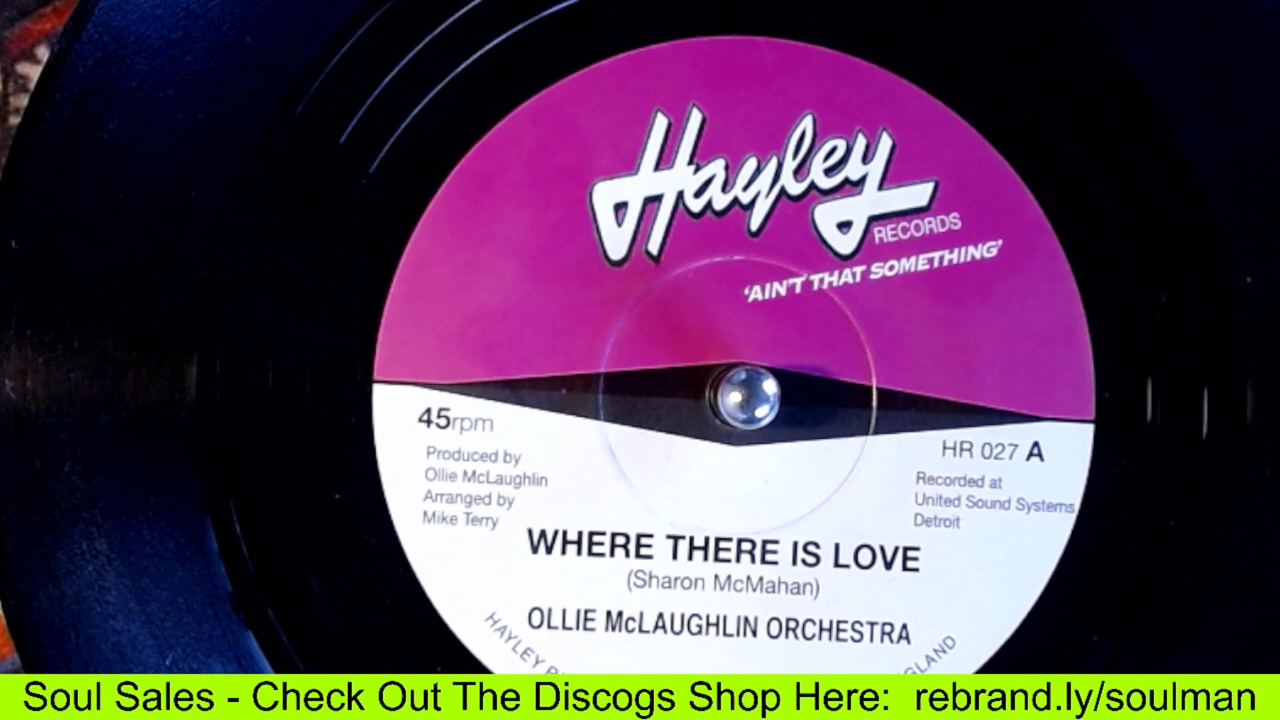 Hayley
RECORDS
'AIN'T THAT SOMETHING'
45rpm
Produced by
Ollie McLaughlin
Arranged by
Mike Terry
HR 027 A
Recorded at
United Sound Systems
Detroit
WHERE THERE IS LOVE
(Sharon McMahan)
OLLIE McLAUGHLIN ORCHESTRA
HAYLEY
Soul Sales - Check Out The Discogs Shop Here: rebrand.ly/soulman